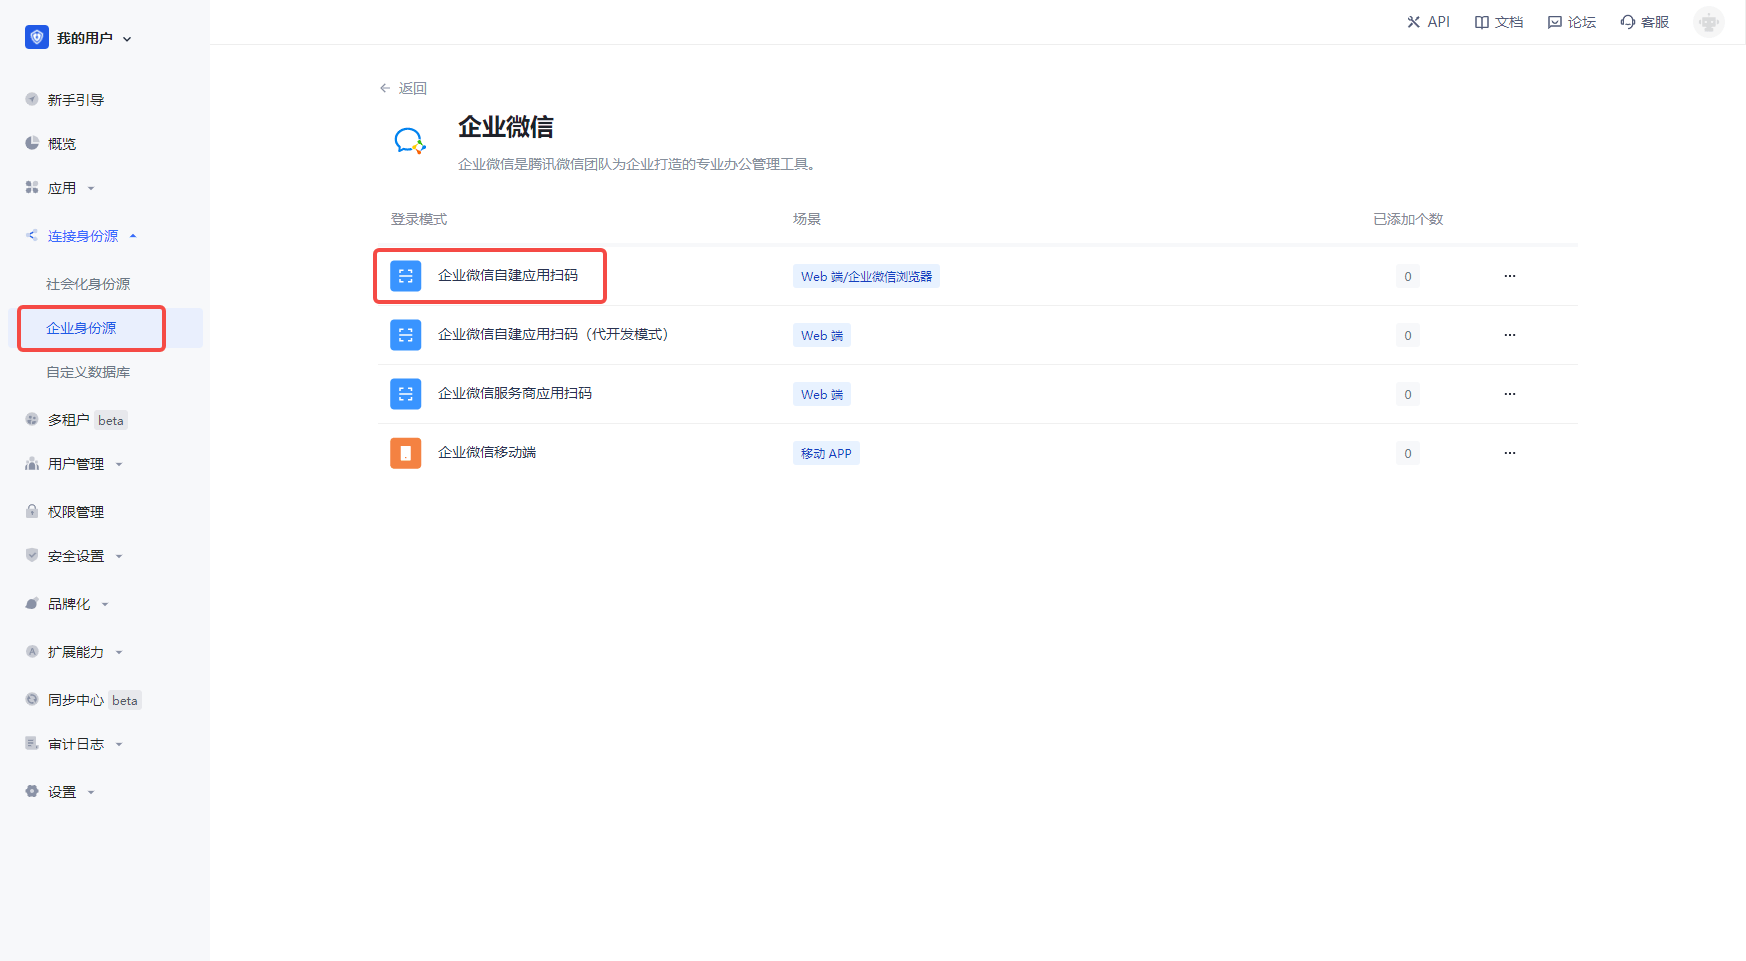 我的用户
API
文档
论坛
客服
新手引导
概览
应用
连接身份源
社会化身份源
企业身份源
自定义数据库
多租户 beta
用户管理
权限管理
安全设置
品牌化
扩展能力
同步中心 beta
审计日志
设置
返回
企业微信
企业微信是腾讯微信团队为企业打造的专业办公管理工具。
登录模式 场景 已添加个数
企业微信自建应用扫码 Web 端/企业微信浏览器 0 ···
企业微信自建应用扫码（代开发模式） Web 端 0 ···
企业微信服务商应用扫码 Web 端 0 ···
企业微信移动端 移动 APP 0 ···